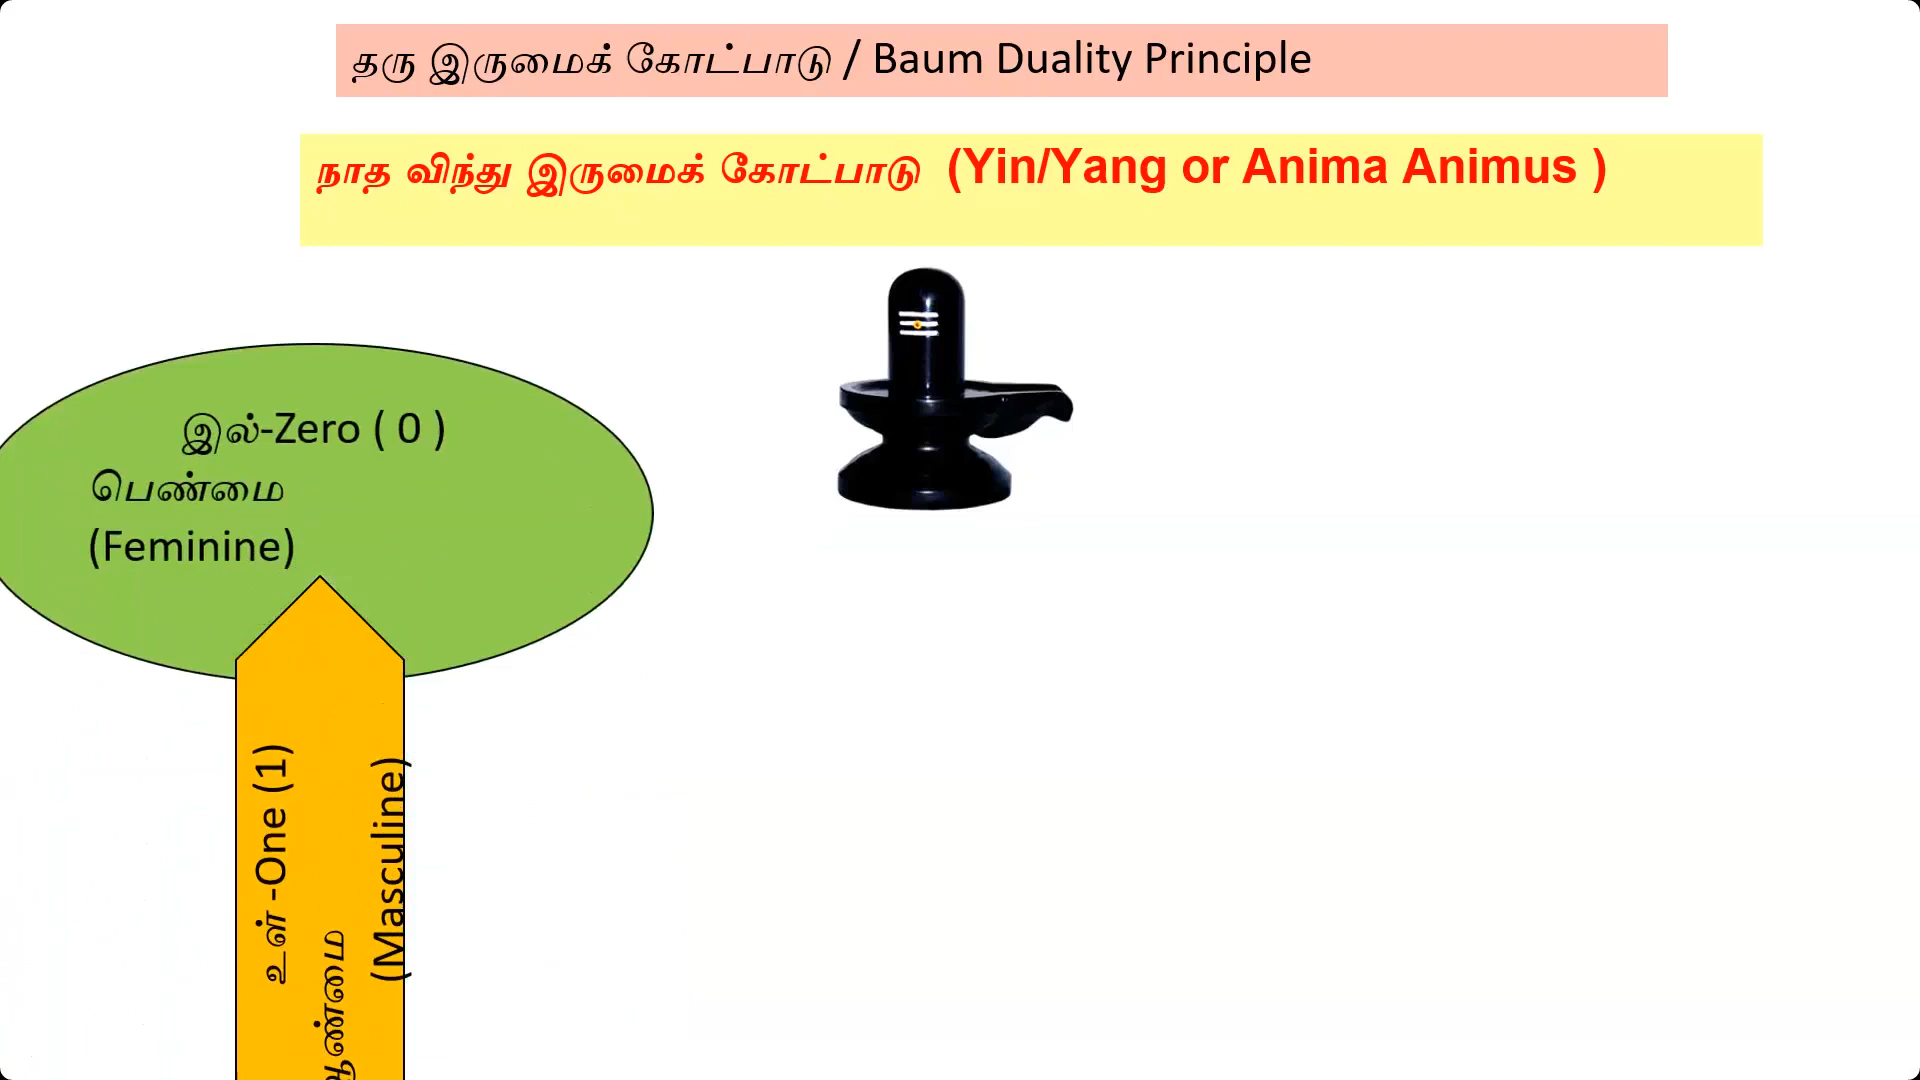 தரு இருமைக் கோட்பாடு / Baum Duality Principle
நாத விந்து இருமைக் கோட்பாடு (Yin/Yang or Anima Animus )
இல்-Zero ( 0 )
பெண்மை
(Feminine)
உள் -One (1)
ஆண்மை
(Masculine)